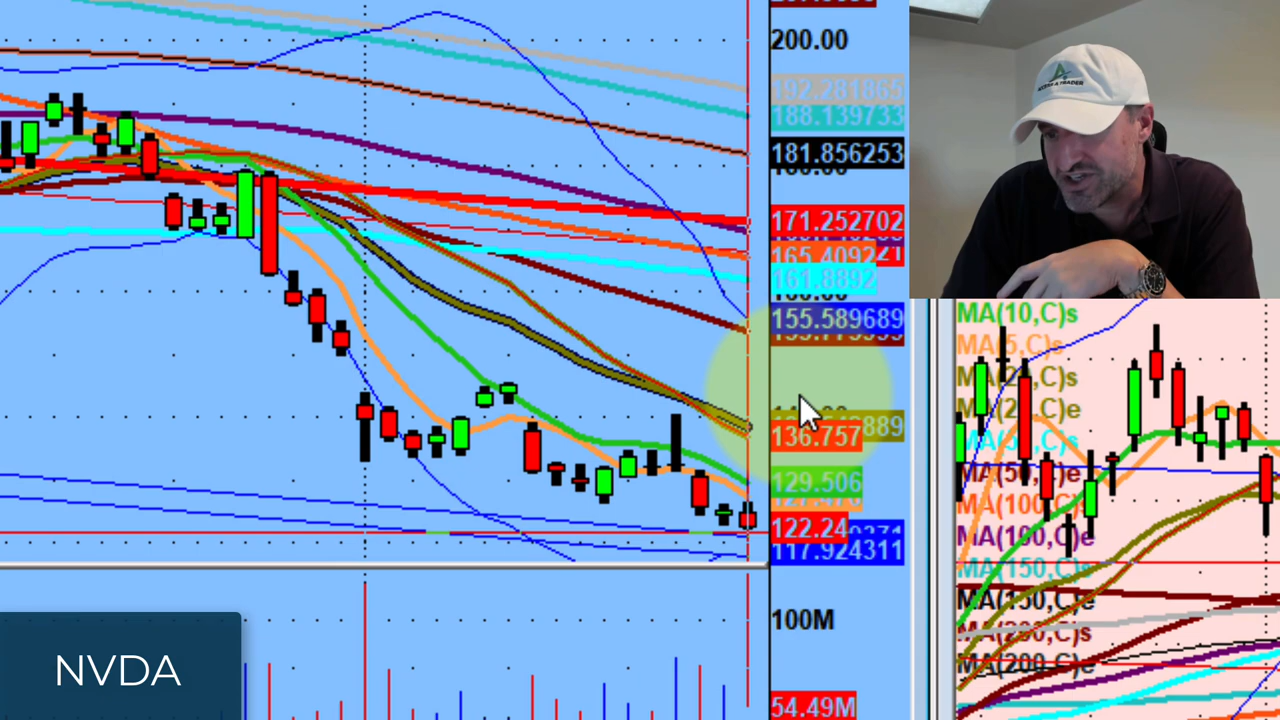 200.00
192.281865
188.139733
181.856253
171.252702
165.409221
161.8892
155.589689
136.757
129.506
122.24
117.924311
100M
54.49M
NVDA
MA(10,C)s
MA(5,C)s
MA(50,C)e
MA(100,C)e
MA(150,C)s
MA(150,C)e
MA(200,C)s
MA(200,C)e